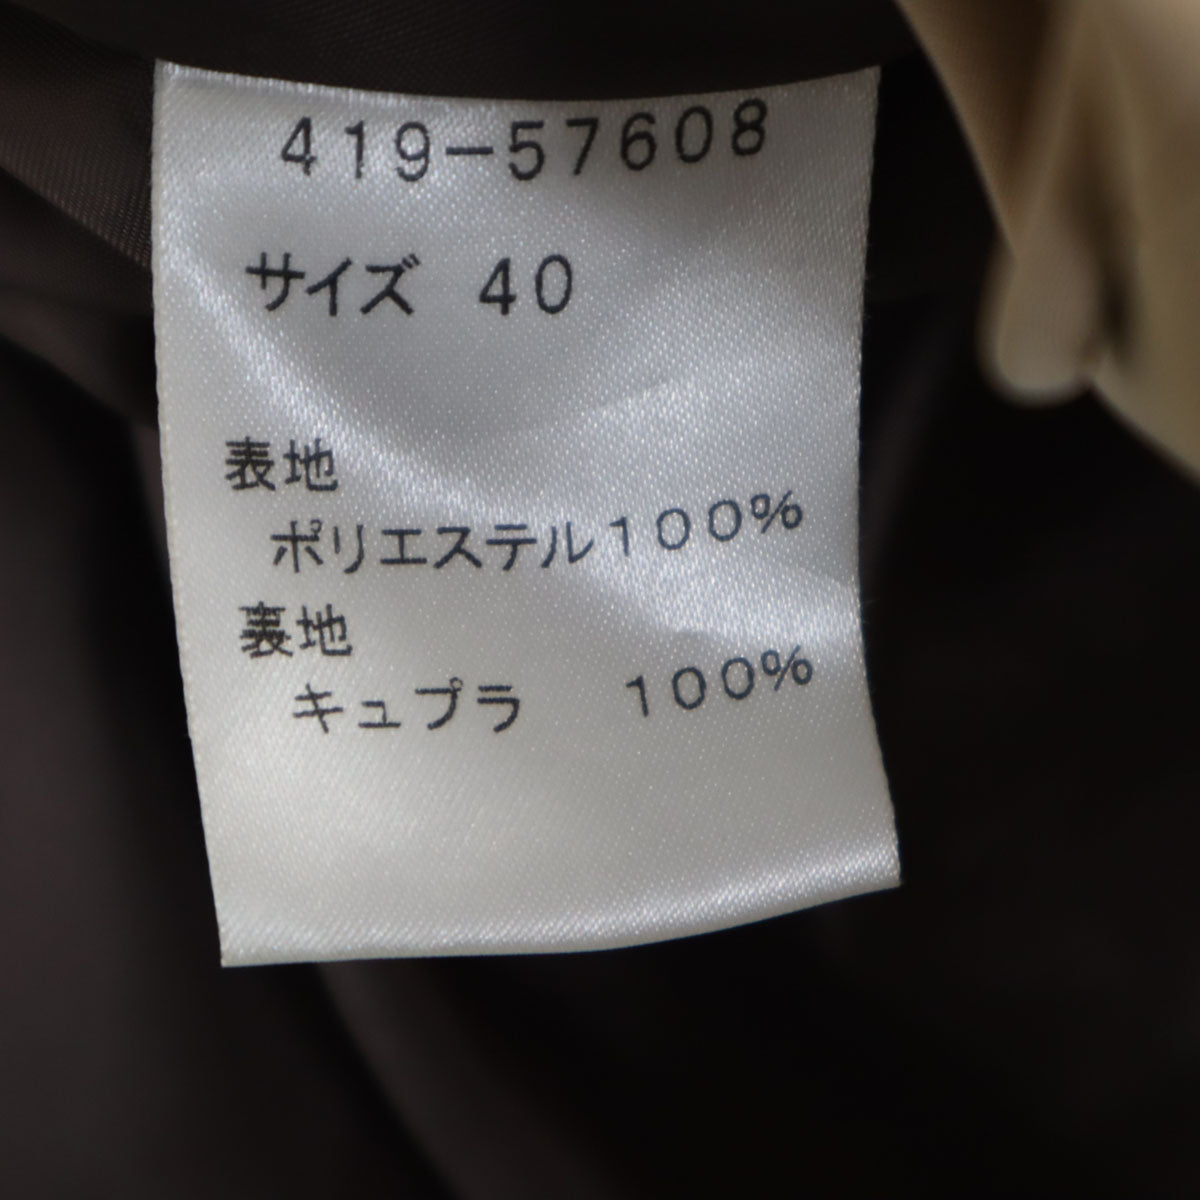 419-57608
サイズ 40
表地
ポリエステル100%
裏地
キュプラ 100%